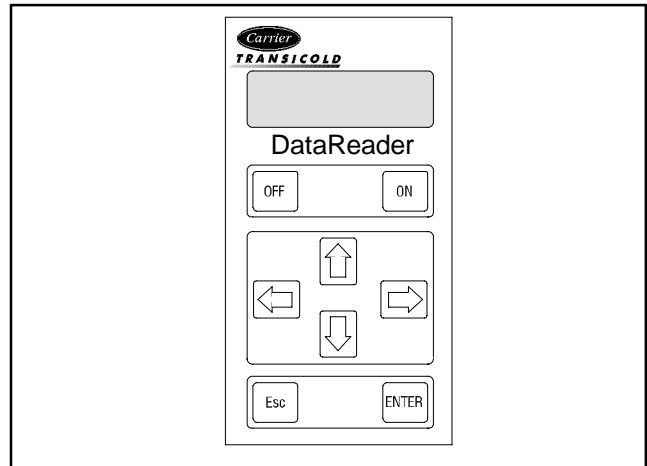 Carrier
TRANSICOLD
DataReader
OFF ON
Esc ENTER